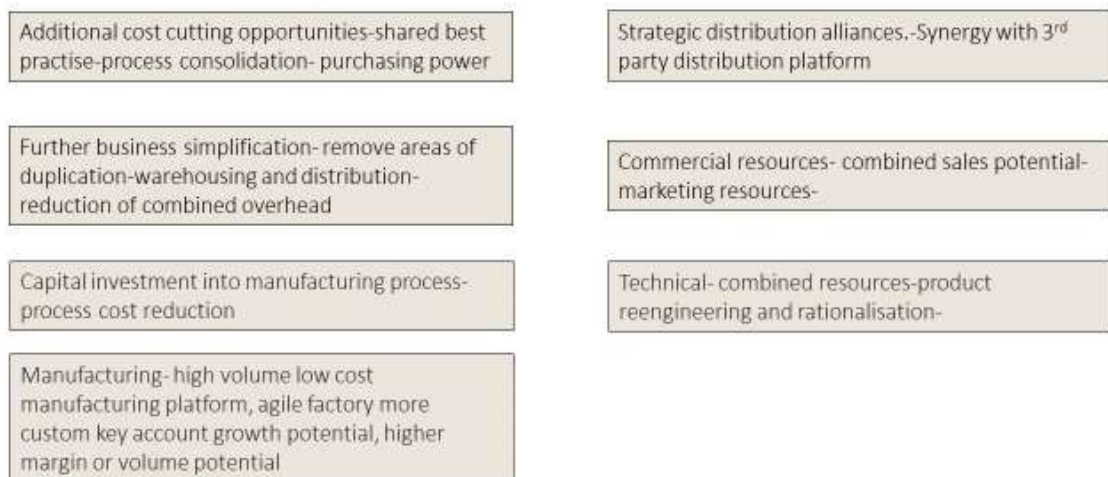 Additional cost cutting opportunities-shared best
practise-process consolidation- purchasing power
Further business simplification- remove areas of
duplication-warehousing and distribution-
reduction of combined overhead
Capital investment into manufacturing process-
process cost reduction
Manufacturing- high volume low cost
manufacturing platform, agile factory more
custom key account growth potential, higher
margin or volume potential
Strategic distribution alliances.-Synergy with 3rd
party distribution platform
Commercial resources- combined sales potential-
marketing resources-
Technical- combined resources-product
reengineering and rationalisation-